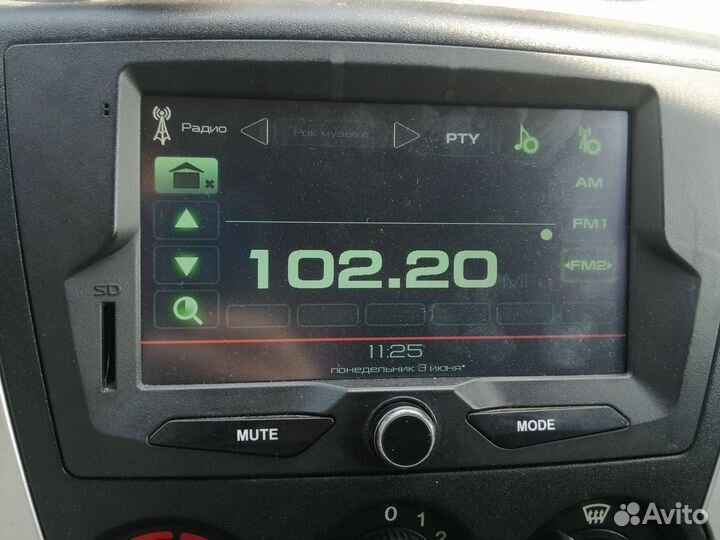 Радио Рок музыка PTY
AM
FM1
102.20 МГц FM2
SD
11:25
понедельник 3 июня
MUTE MODE
0 1 2
Avito